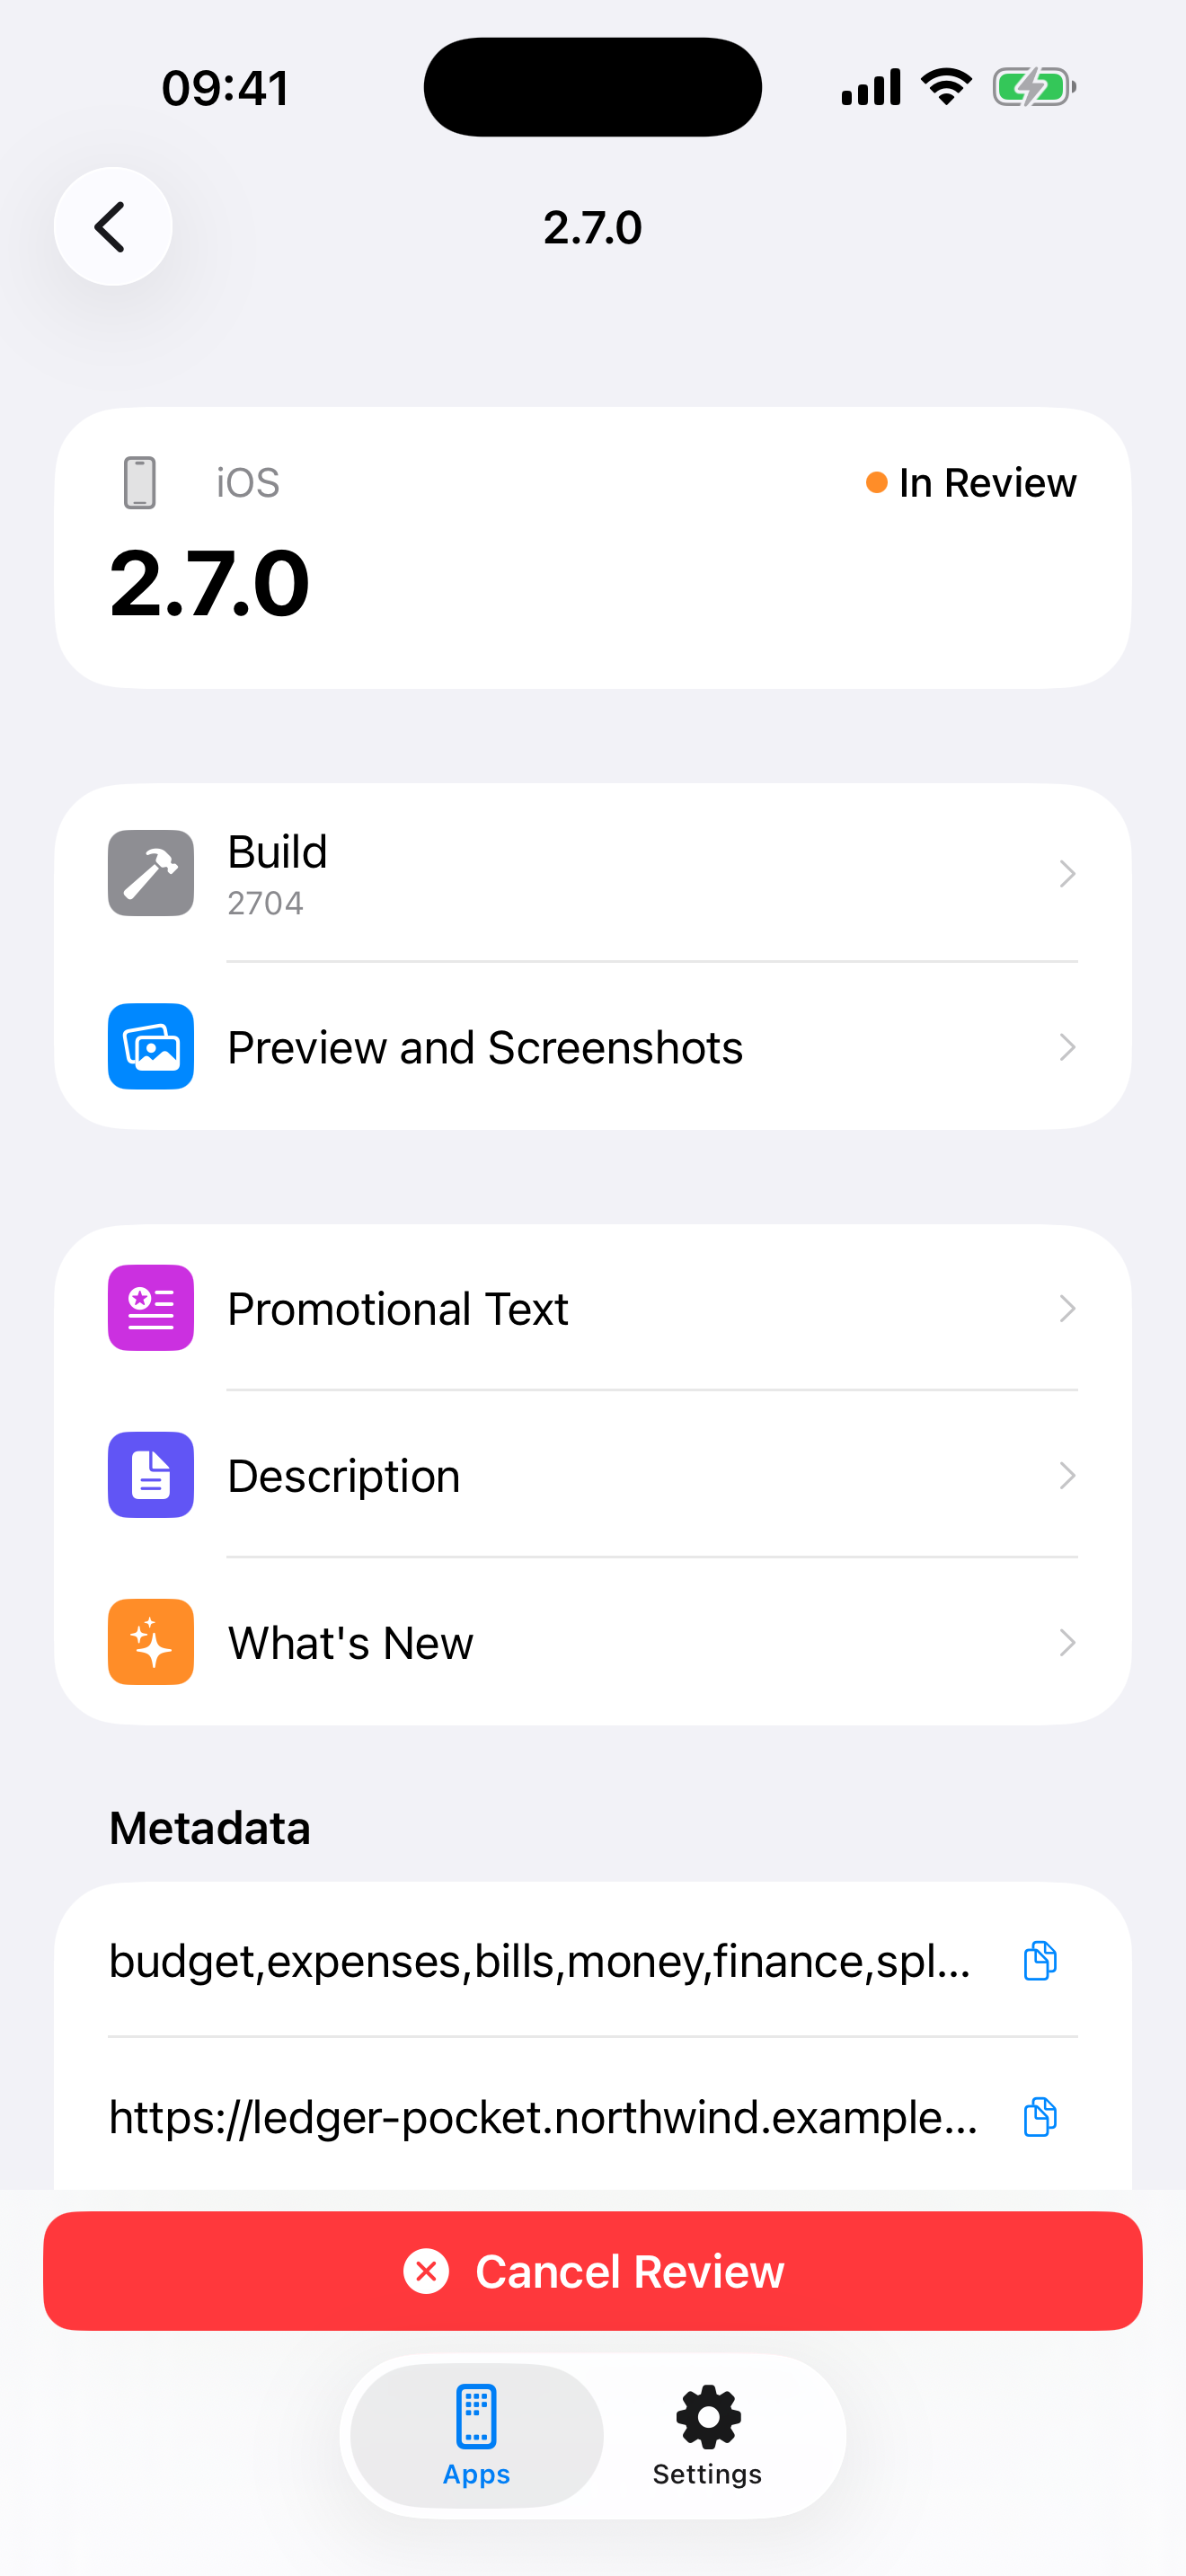 09:41
2.7.0
iOS
In Review
2.7.0
Build
2704
Preview and Screenshots
Promotional Text
Description
What's New
Metadata
budget,expenses,bills,money,finance,spl...
https://ledger-pocket.northwind.example...
Cancel Review
Apps
Settings